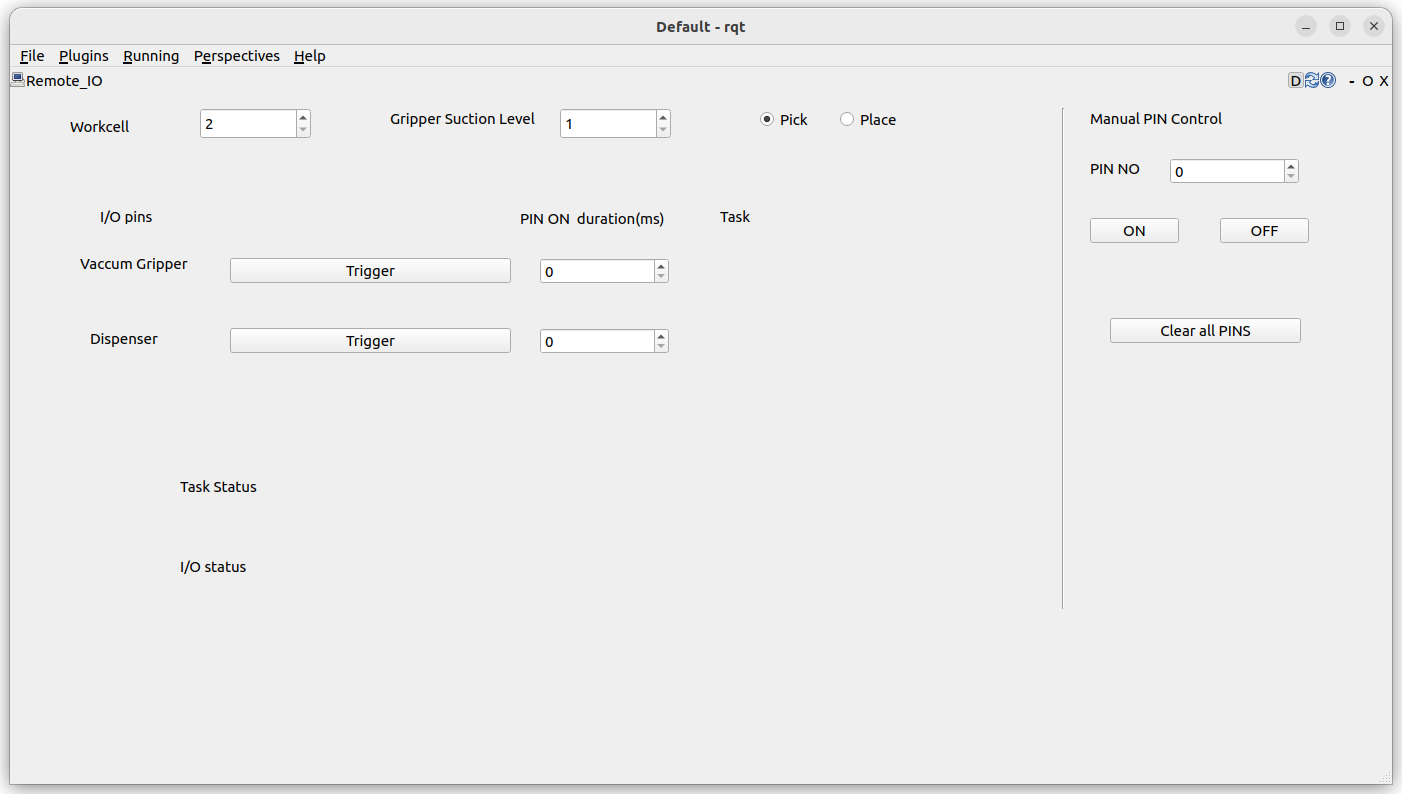 Default - rqt
File Plugins Running Perspectives Help
Remote_IO D ? - O X
Workcell 2 Gripper Suction Level 1 Pick Place Manual PIN Control
PIN NO 0
I/O pins PIN ON duration(ms) Task
ON OFF
Vaccum Gripper Trigger 0
Dispenser Trigger 0 Clear all PINS
Task Status
I/O status